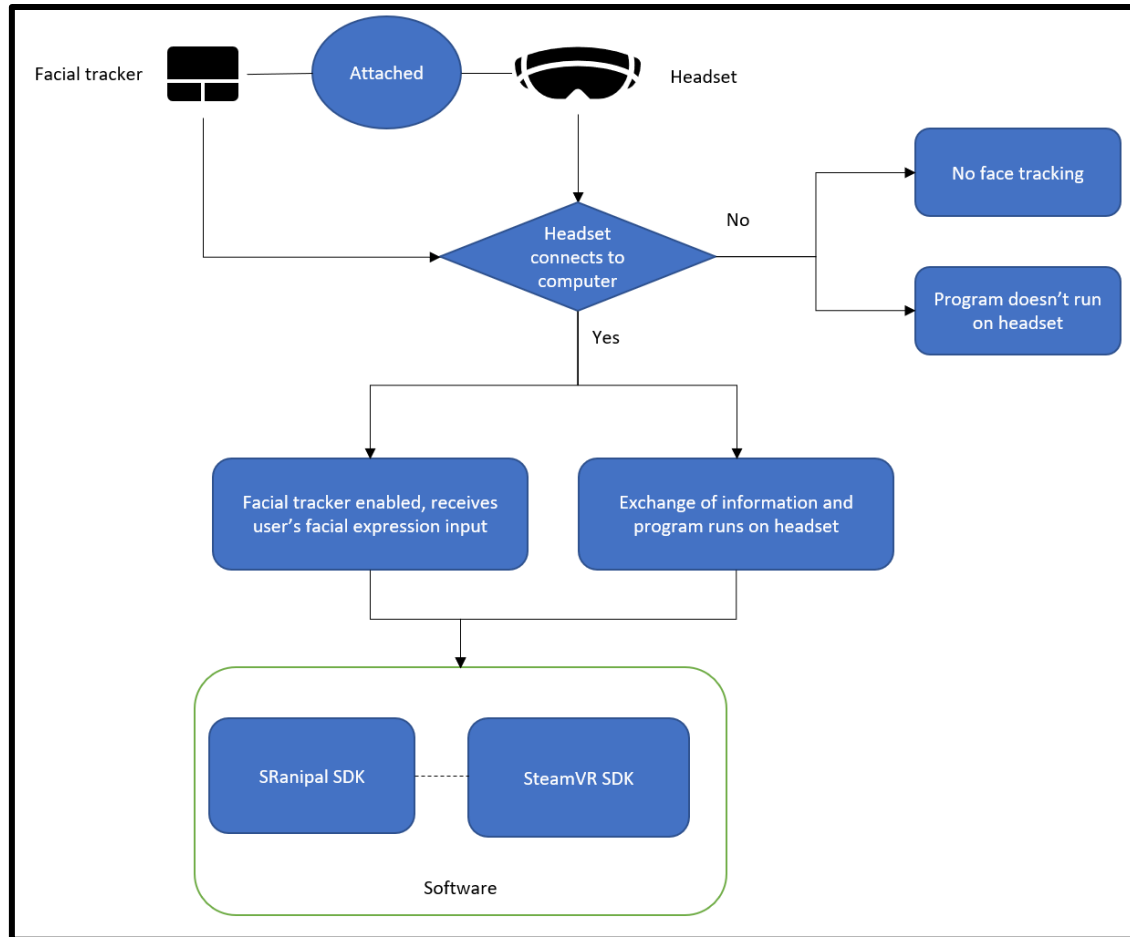 Facial tracker
Attached
Headset
No face tracking
No
Headset
connects to
computer
Program doesn’t run
on headset
Yes
Facial tracker enabled, receives
user’s facial expression input
Exchange of information and
program runs on headset
SRanipal SDK
SteamVR SDK
Software